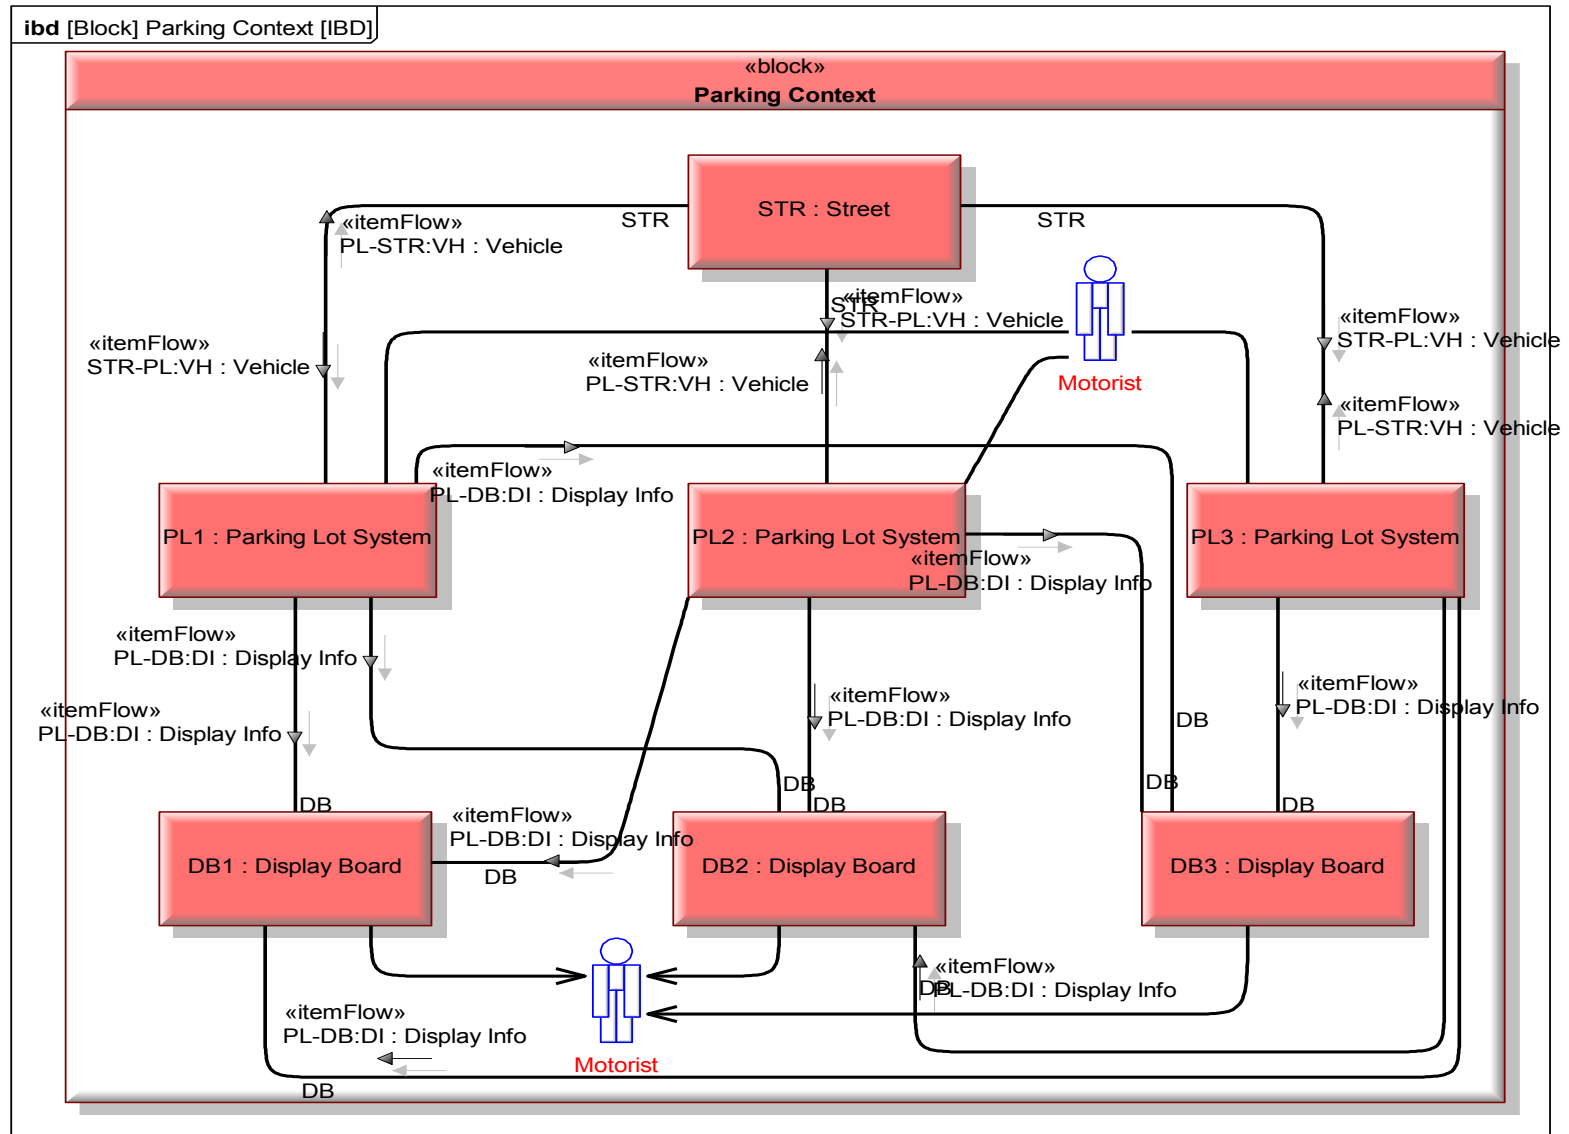 ibd [Block] Parking Context [IBD]
«block»
Parking Context
STR : Street
STR
STR
STR
«itemFlow»
PL-STR:VH : Vehicle
«itemFlow»
STR-PL:VH : Vehicle
«itemFlow»
STR-PL:VH : Vehicle
«itemFlow»
STR-PL:VH : Vehicle
«itemFlow»
PL-STR:VH : Vehicle
Motorist
«itemFlow»
PL-STR:VH : Vehicle
«itemFlow»
PL-DB:DI : Display Info
PL1 : Parking Lot System
PL2 : Parking Lot System
PL3 : Parking Lot System
«itemFlow»
PL-DB:DI : Display Info
«itemFlow»
PL-DB:DI : Display Info
«itemFlow»
PL-DB:DI : Display Info
«itemFlow»
PL-DB:DI : Display Info
«itemFlow»
PL-DB:DI : Display Info
DB
DB
DB
DB
DB
DB
«itemFlow»
PL-DB:DI : Display Info
DB
DB1 : Display Board
DB2 : Display Board
DB3 : Display Board
«itemFlow»
PL-DB:DI : Display Info
DB
«itemFlow»
PL-DB:DI : Display Info
Motorist
DB